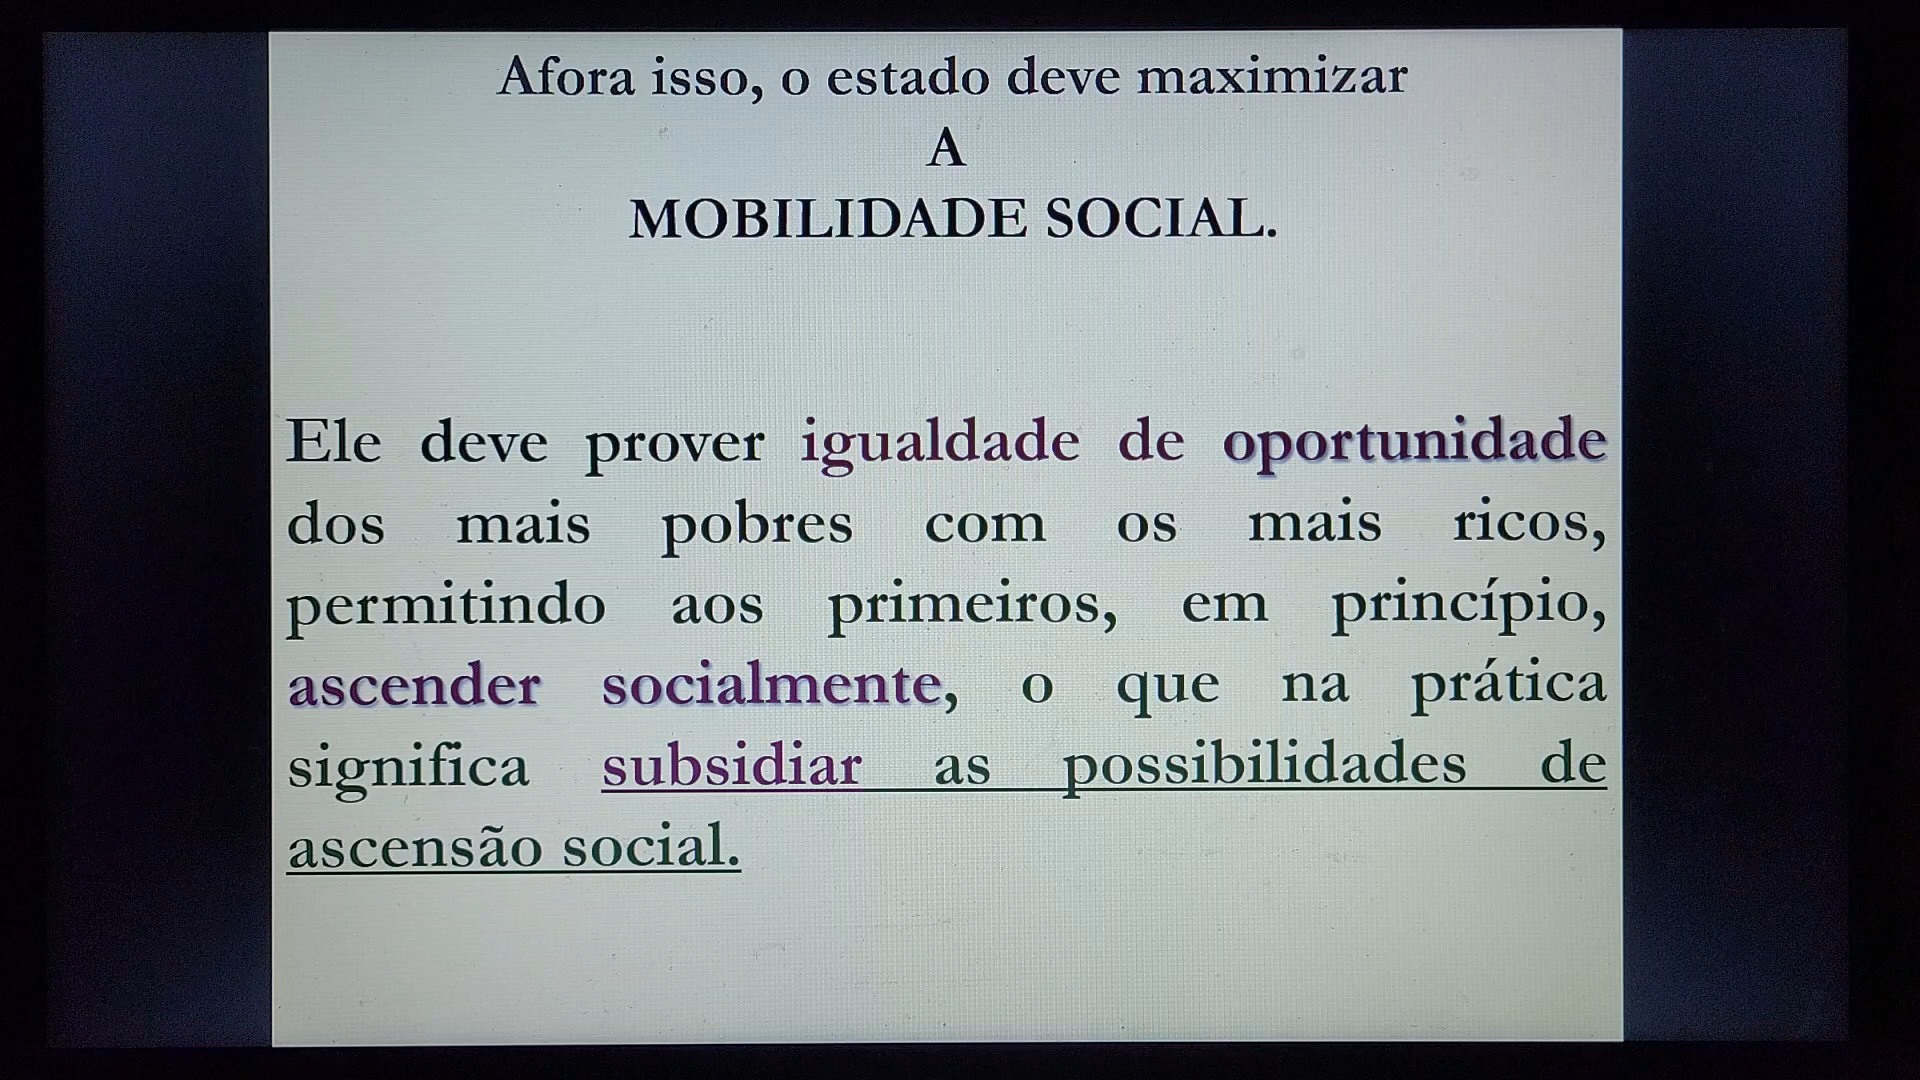 Afora isso, o estado deve maximizar
A
MOBILIDADE SOCIAL.
Ele deve prover igualdade de oportunidade
dos mais pobres com os mais ricos,
permitindo aos primeiros, em princípio,
ascender socialmente, o que na prática
significa subsidiar as possibilidades de
ascensão social.